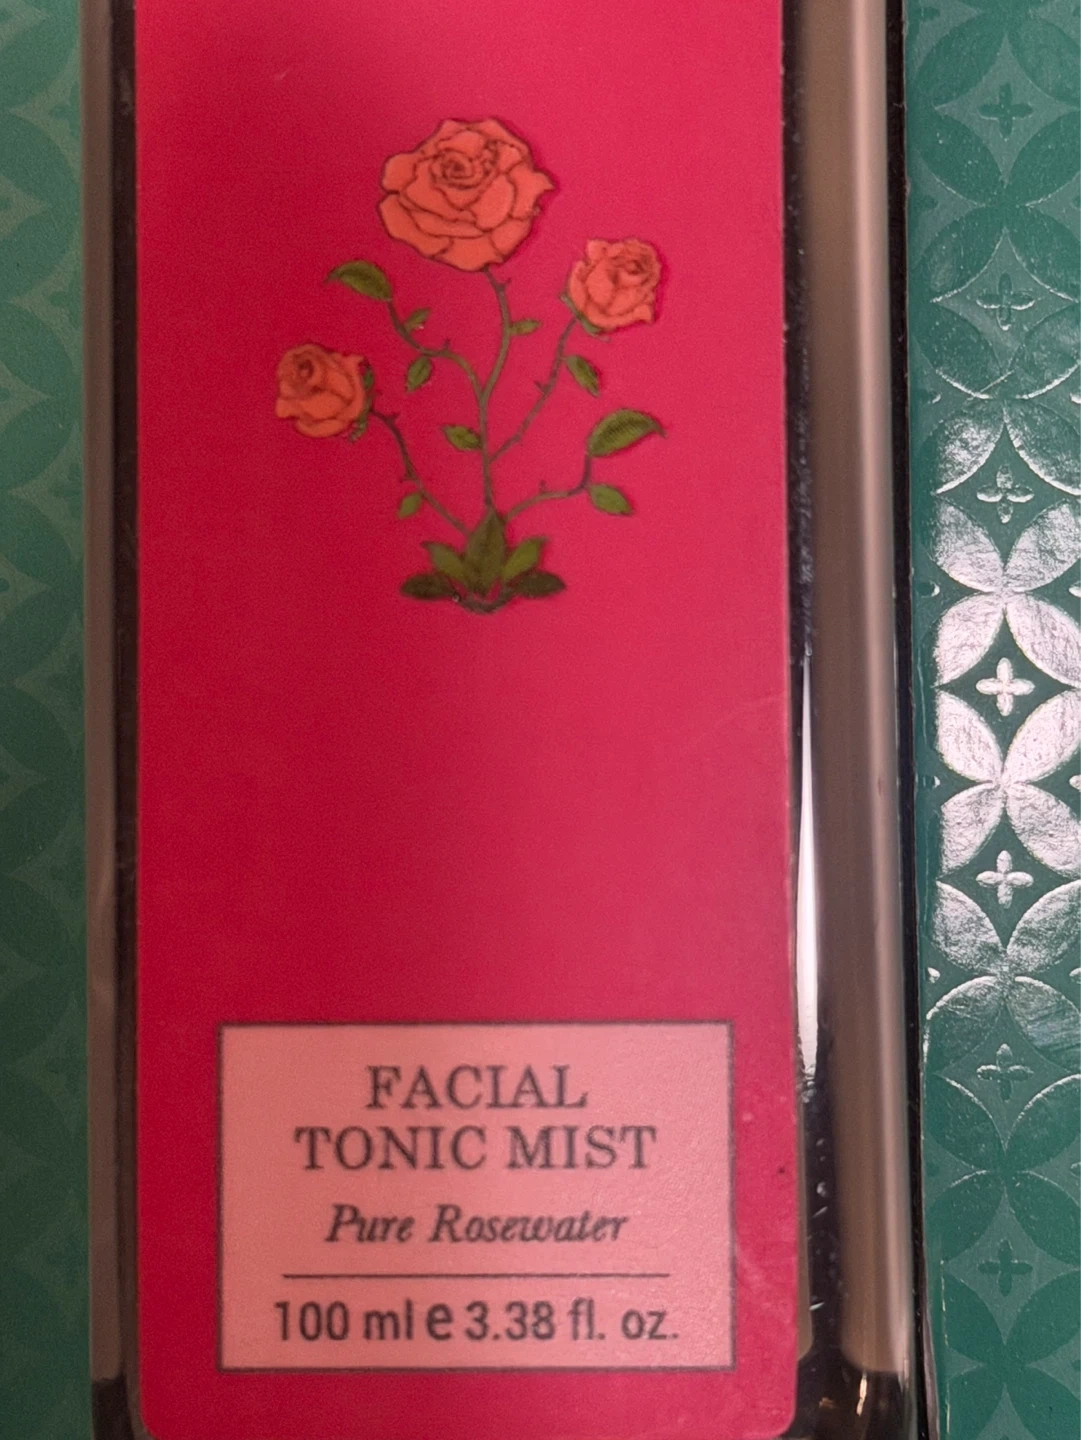 FACIAL
TONIC MIST
Pure Rosewater
100 ml e 3.38 fl. oz.